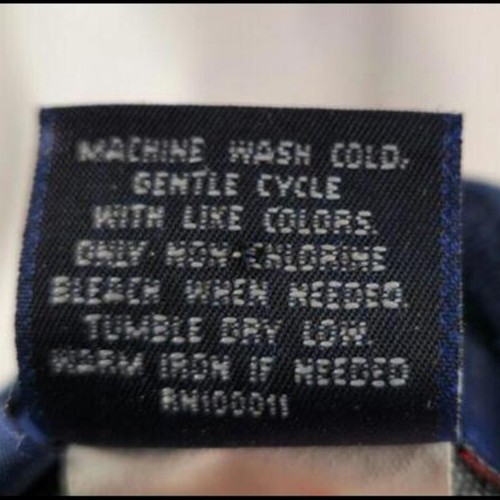 MACHINE WASH COLD.
GENTLE CYCLE
WITH LIKE COLORS.
ONLY NON-CHLORINE
BLEACH WHEN NEEDED.
TUMBLE DRY LOW.
WARM IRON IF NEEDED
RN100011